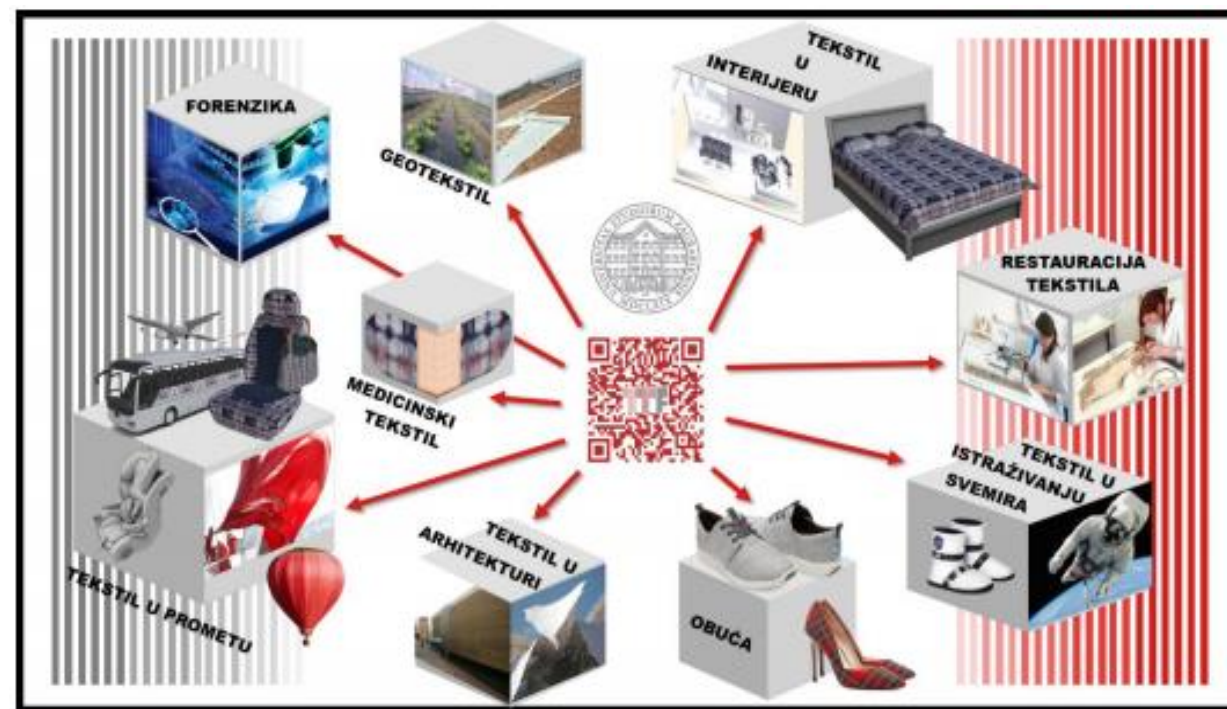 FORENZIKA
GEOTEKSTIL
TEKSTIL
U
INTERIJERU
RESTAURACIJA
TEKSTILA
MEDICINSKI
TEKSTIL
TEKSTIL U
ISTRAŽIVANJU
SVEMIRA
TEKSTIL U PROMETU
TEKSTIL U
ARHITEKTURI
OBUĆA
TTF